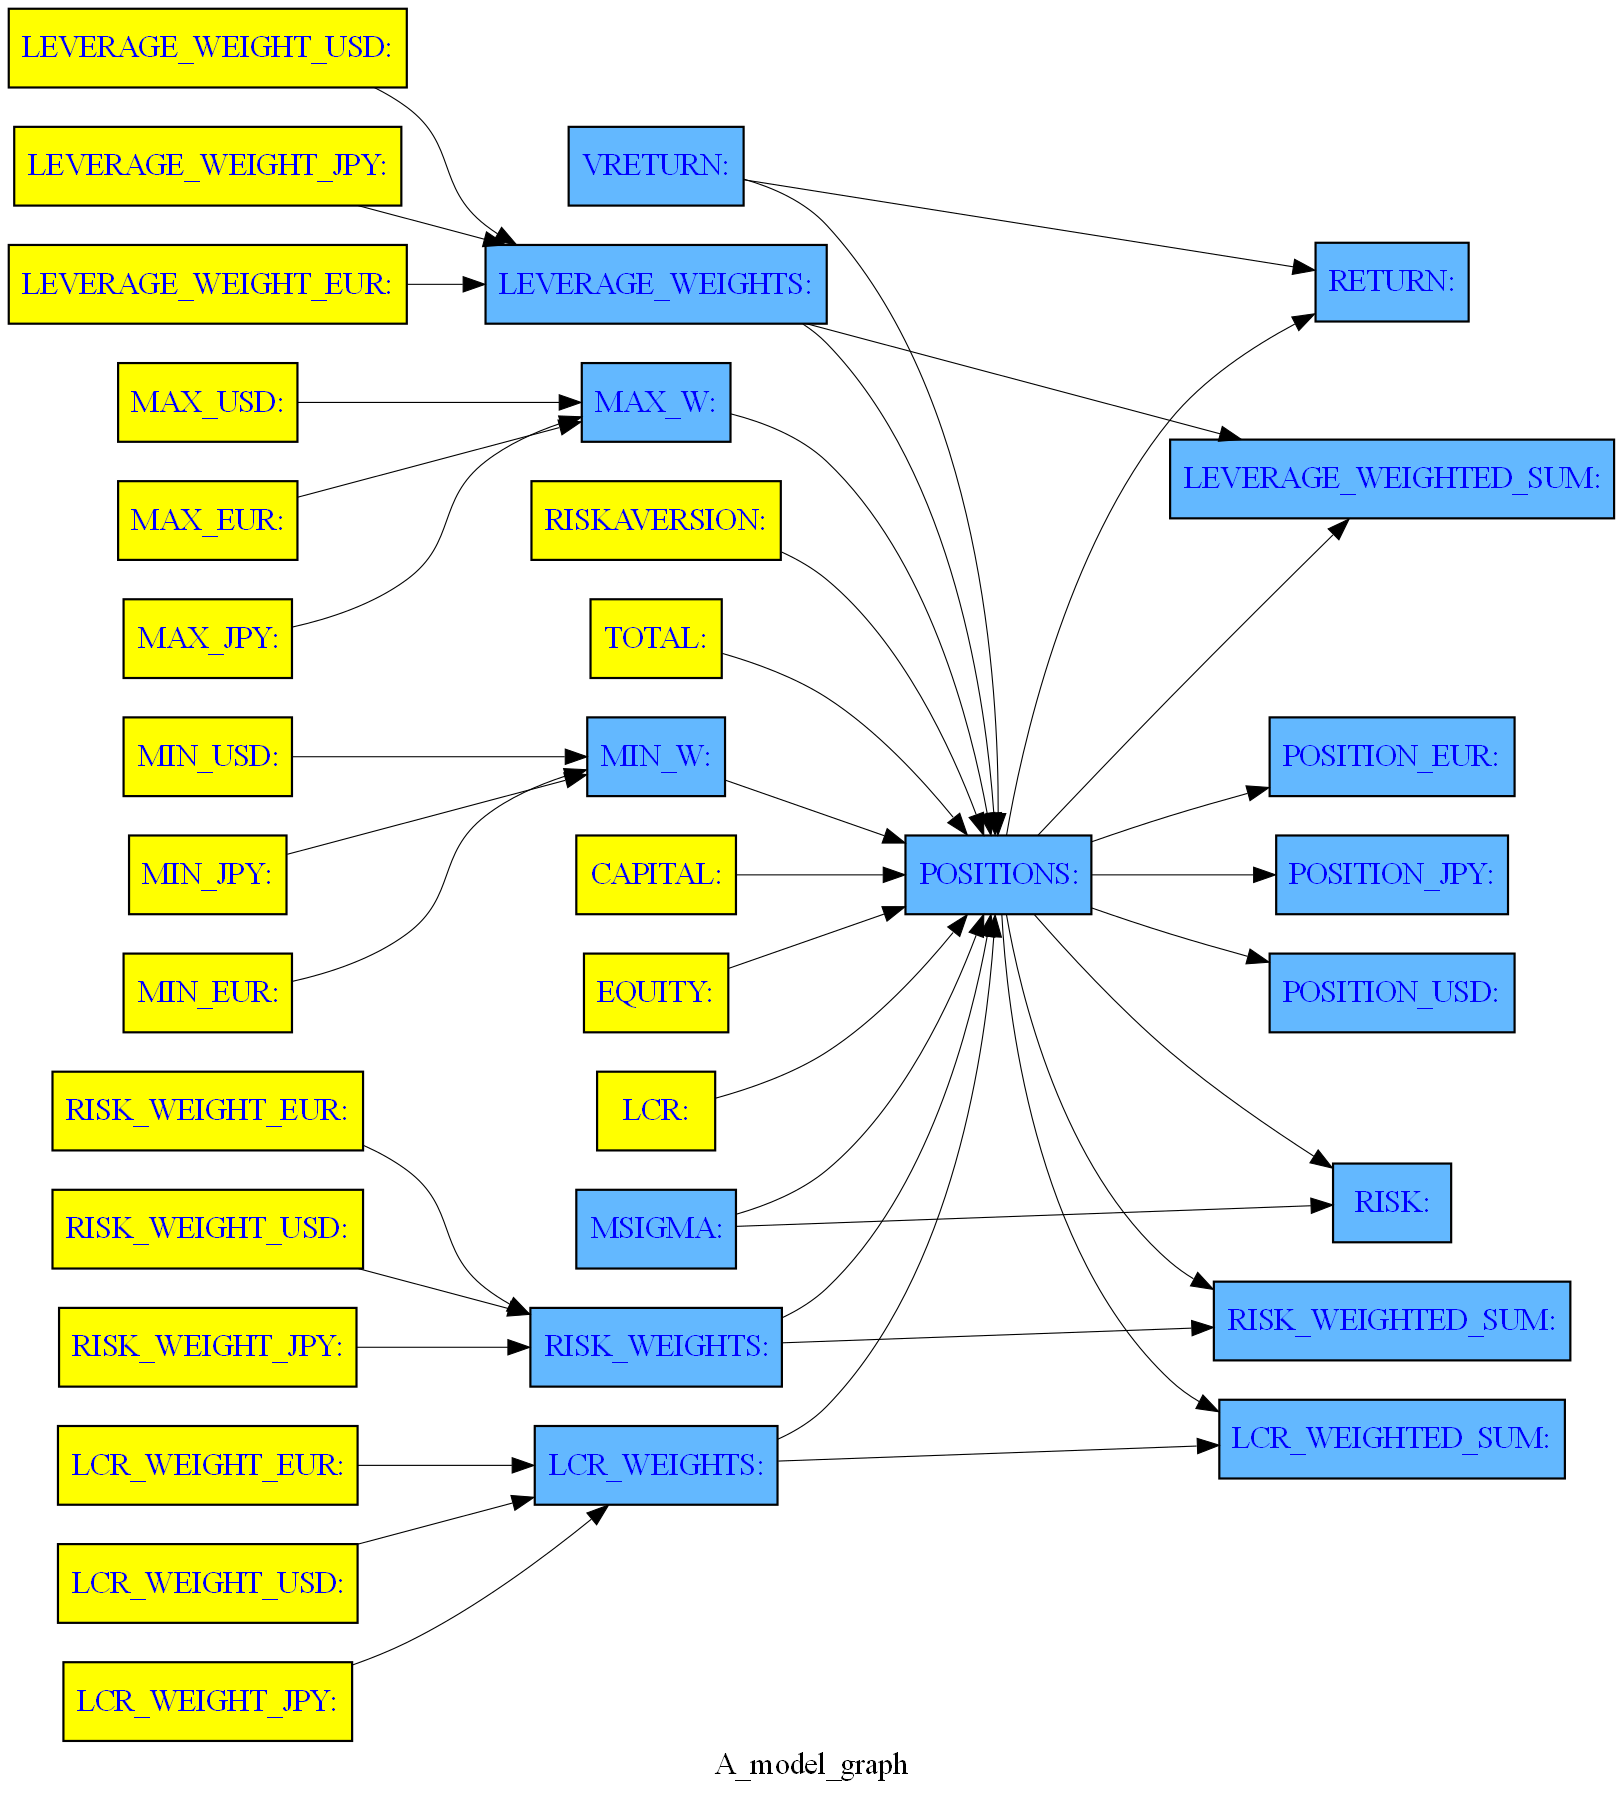 LEVERAGE_WEIGHT_USD:
LEVERAGE_WEIGHT_JPY:
LEVERAGE_WEIGHT_EUR:
MAX_USD:
MAX_EUR:
MAX_JPY:
MIN_USD:
MIN_JPY:
MIN_EUR:
RISK_WEIGHT_EUR:
RISK_WEIGHT_USD:
RISK_WEIGHT_JPY:
LCR_WEIGHT_EUR:
LCR_WEIGHT_USD:
LCR_WEIGHT_JPY:
VRETURN:
LEVERAGE_WEIGHTS:
MAX_W:
RISKAVERSION:
TOTAL:
MIN_W:
CAPITAL:
EQUITY:
LCR:
MSIGMA:
RISK_WEIGHTS:
LCR_WEIGHTS:
POSITIONS:
RETURN:
LEVERAGE_WEIGHTED_SUM:
POSITION_EUR:
POSITION_JPY:
POSITION_USD:
RISK:
RISK_WEIGHTED_SUM:
LCR_WEIGHTED_SUM:
A_model_graph